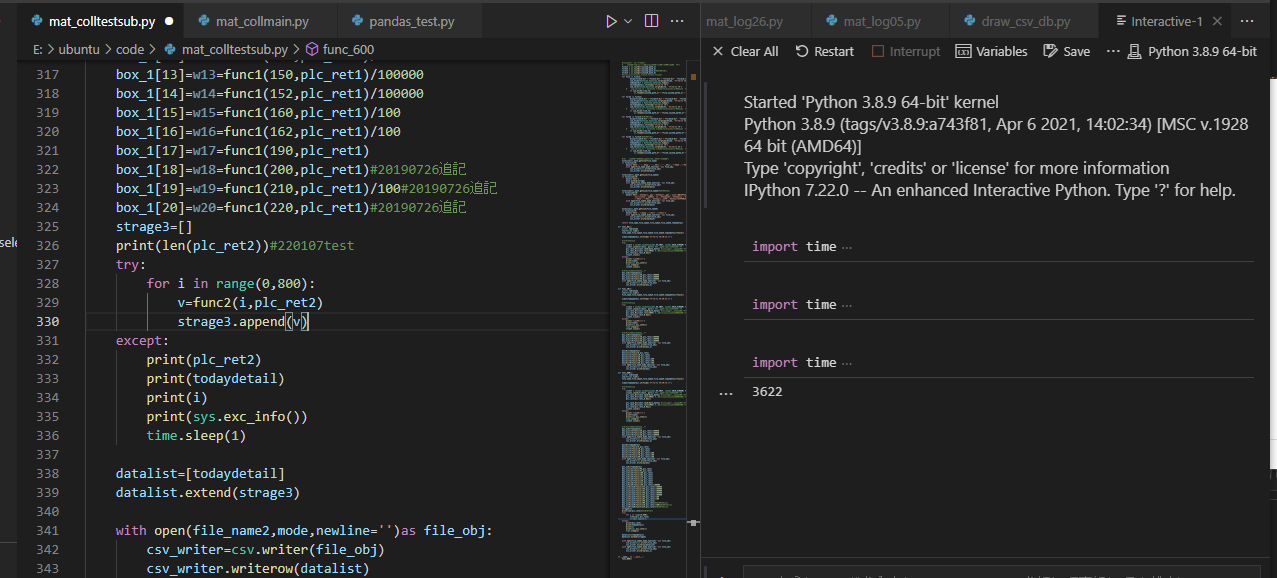 mat_colltestsub.py
mat_collmain.py
pandas_test.py
E: > ubuntu > code > mat_colltestsub.py > func_600
317 box_1[13]=w13=func1(150,plc_ret1)/100000
318 box_1[14]=w14=func1(152,plc_ret1)/100000
319 box_1[15]=w15=func1(160,plc_ret1)/100
320 box_1[16]=w16=func1(162,plc_ret1)/100
321 box_1[17]=w17=func1(190,plc_ret1)
322 box_1[18]=w18=func1(200,plc_ret1)#20190726追記
323 box_1[19]=w19=func1(210,plc_ret1)/100#20190726追記
324 box_1[20]=w20=func1(220,plc_ret1)#20190726追記
325 strage3=[]
326 print(len(plc_ret2))#220107test
327 try:
328 for i in range(0,800):
329 v=func2(i,plc_ret2)
330 strage3.append(v)
331 except:
332 print(plc_ret2)
333 print(todaydetail)
334 print(i)
335 print(sys.exc_info())
336 time.sleep(1)
337
338 datalist=[todaydetail]
339 datalist.extend(strage3)
340
341 with open(file_name2,mode,newline='')as file_obj:
342 csv_writer=csv.writer(file_obj)
343 csv_writer.writerow(datalist)
sele
mat_log26.py
mat_log05.py
draw_csv_db.py
Interactive-1
Clear All
Restart
Interrupt
Variables
Save
Python 3.8.9 64-bit
Started 'Python 3.8.9 64-bit' kernel
Python 3.8.9 (tags/v3.8.9:a743f81, Apr 6 2021, 14:02:34) [MSC v.1928
64 bit (AMD64)]
Type 'copyright', 'credits' or 'license' for more information
IPython 7.22.0 -- An enhanced Interactive Python. Type '?' for help.
import time ...
import time ...
import time ...
... 3622